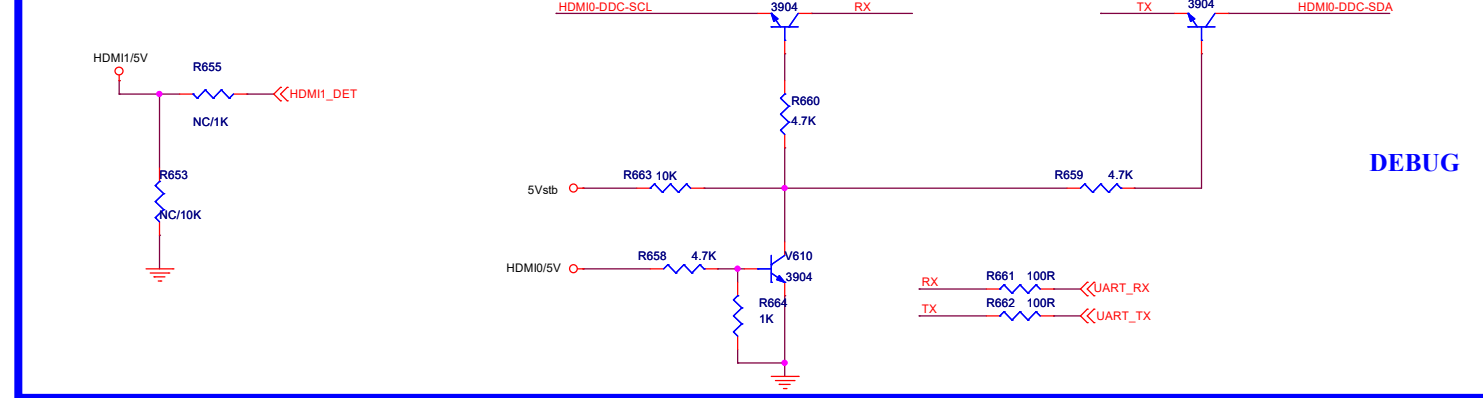 HDMI0-DDC-SCL
3904
RX
TX
3904
HDMI0-DDC-SDA
HDMI1/5V
R655
HDMI1_DET
NC/1K
R660
4.7K
DEBUG
R653
NC/10K
5Vstb
R663 10K
R659 4.7K
HDMI0/5V
R658 4.7K
V610
3904
R664
1K
RX
R661 100R
UART_RX
TX
R662 100R
UART_TX